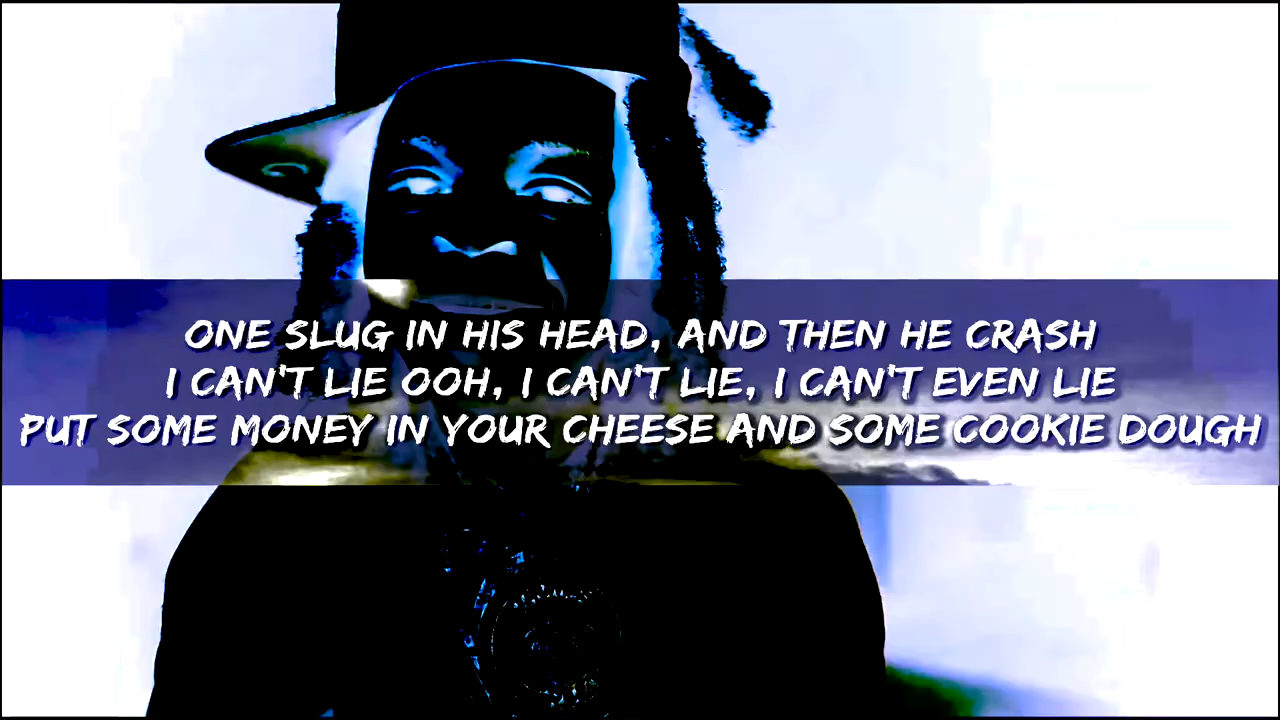 ONE SLUG IN HIS HEAD, AND THEN HE CRASH
I CAN'T LIE OOH, I CAN'T LIE, I CAN'T EVEN LIE
PUT SOME MONEY IN YOUR CHEESE AND SOME COOKIE DOUGH